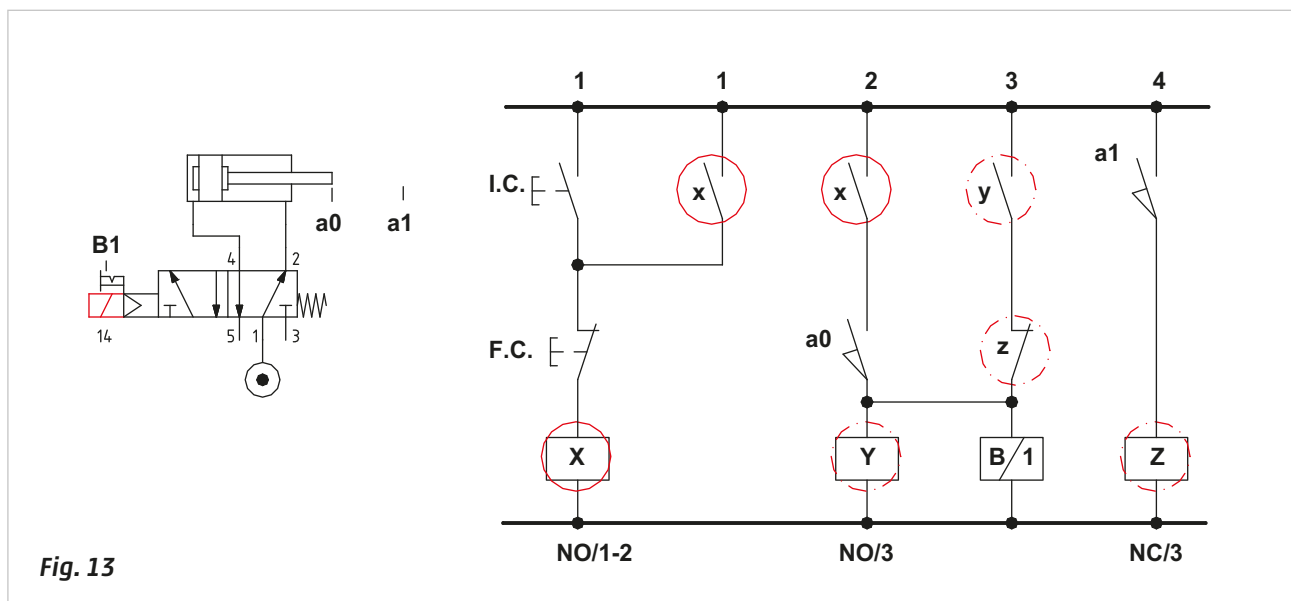 1 1 2 3 4
a1
I.C. x x y
a0 a1
B1
4 2
14 5 1 3
F.C. a0 z
X Y B/1 Z
NO/1-2 NO/3 NC/3
Fig. 13